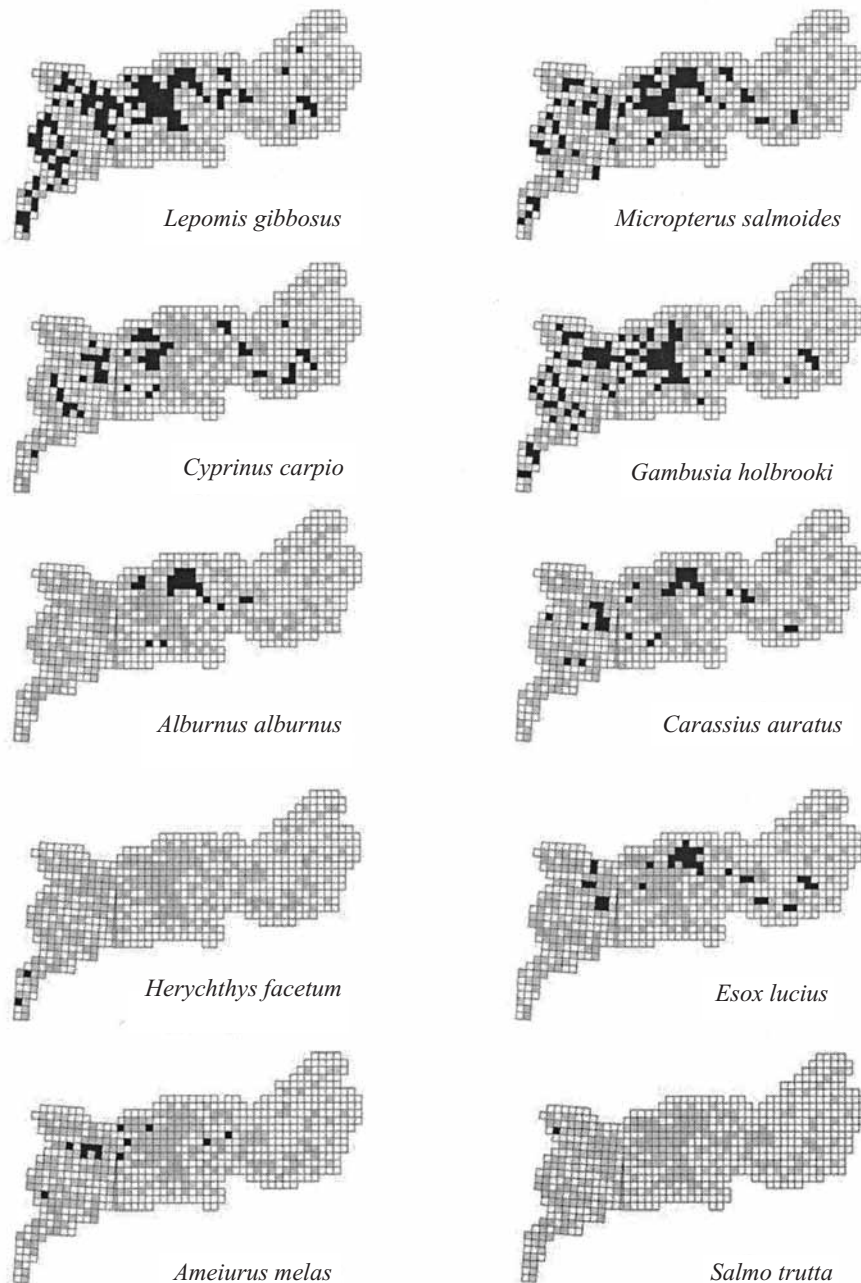 Lepomis gibbosus
Micropterus salmoides
Cyprinus carpio
Gambusia holbrooki
Alburnus alburnus
Carassius auratus
Herychthys facetum
Esox lucius
Ameiurus melas
Salmo trutta